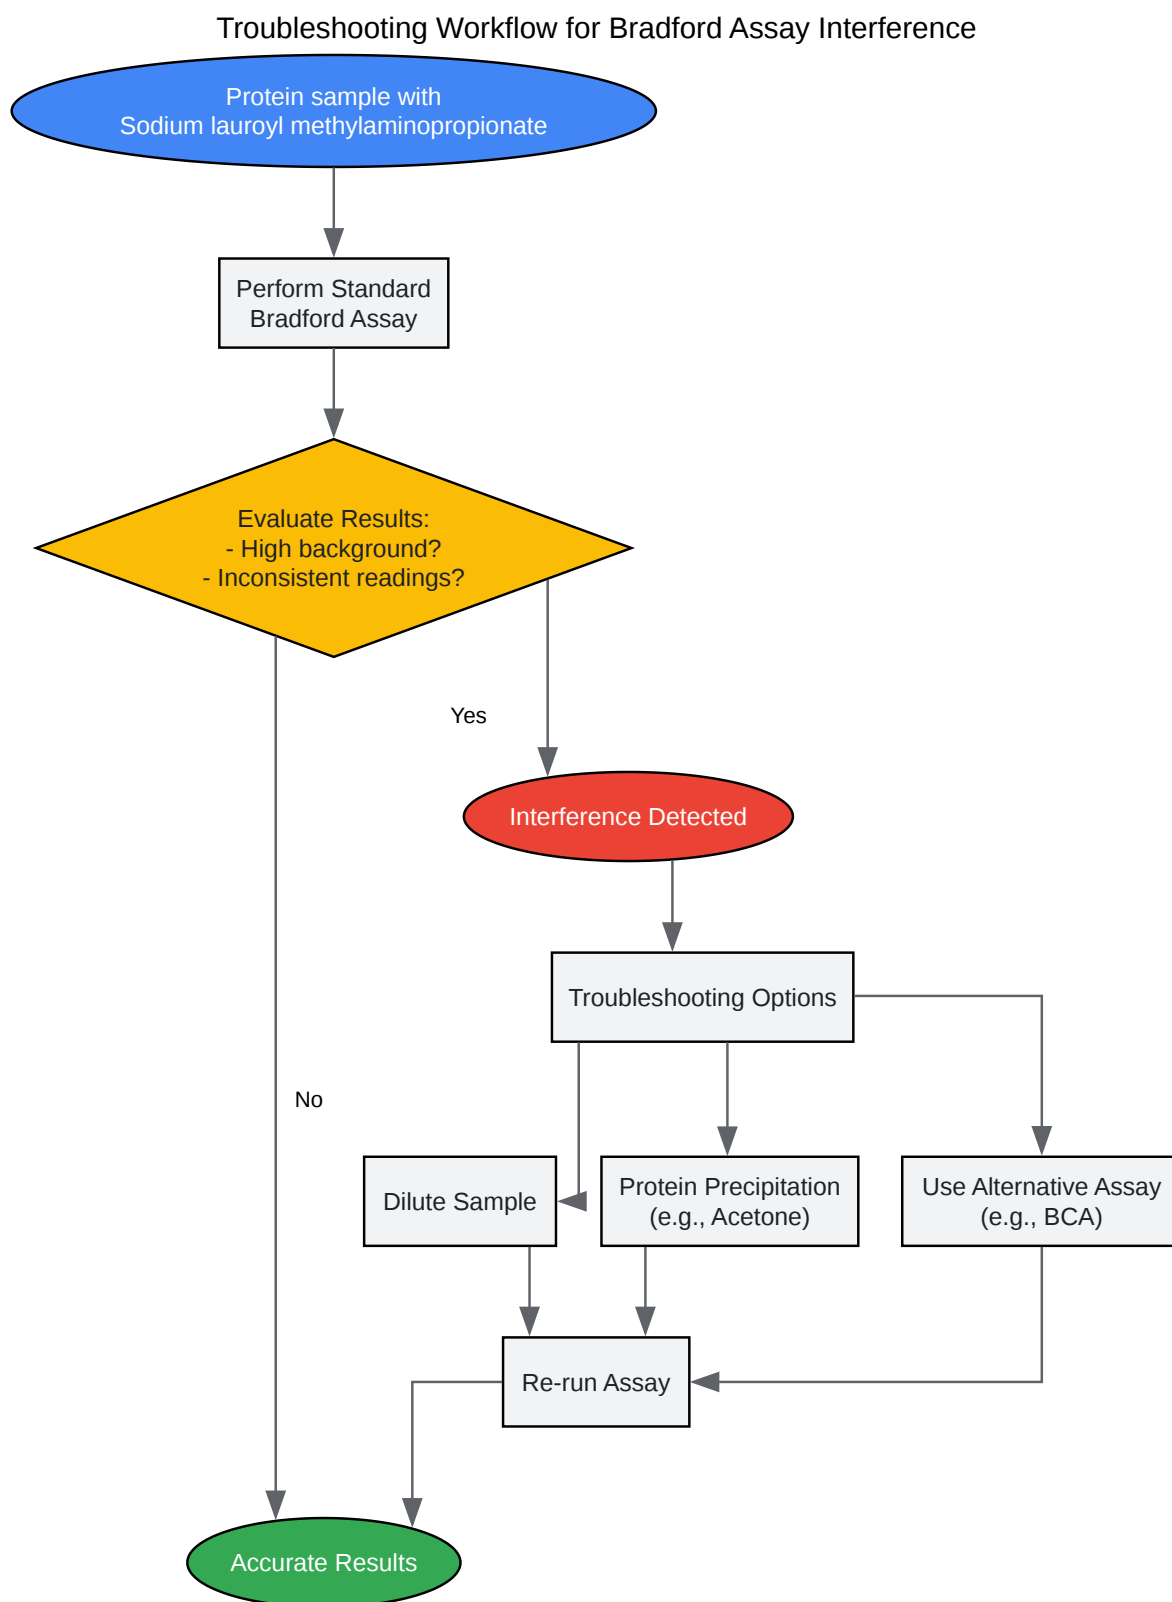 Troubleshooting Workflow for Bradford Assay Interference
Protein sample with
Sodium lauroyl methylaminopropionate
Perform Standard
Bradford Assay
Evaluate Results:
- High background?
- Inconsistent readings?
Yes
Interference Detected
Troubleshooting Options
No
Dilute Sample
Protein Precipitation
(e.g., Acetone)
Use Alternative Assay
(e.g., BCA)
Re-run Assay
Accurate Results